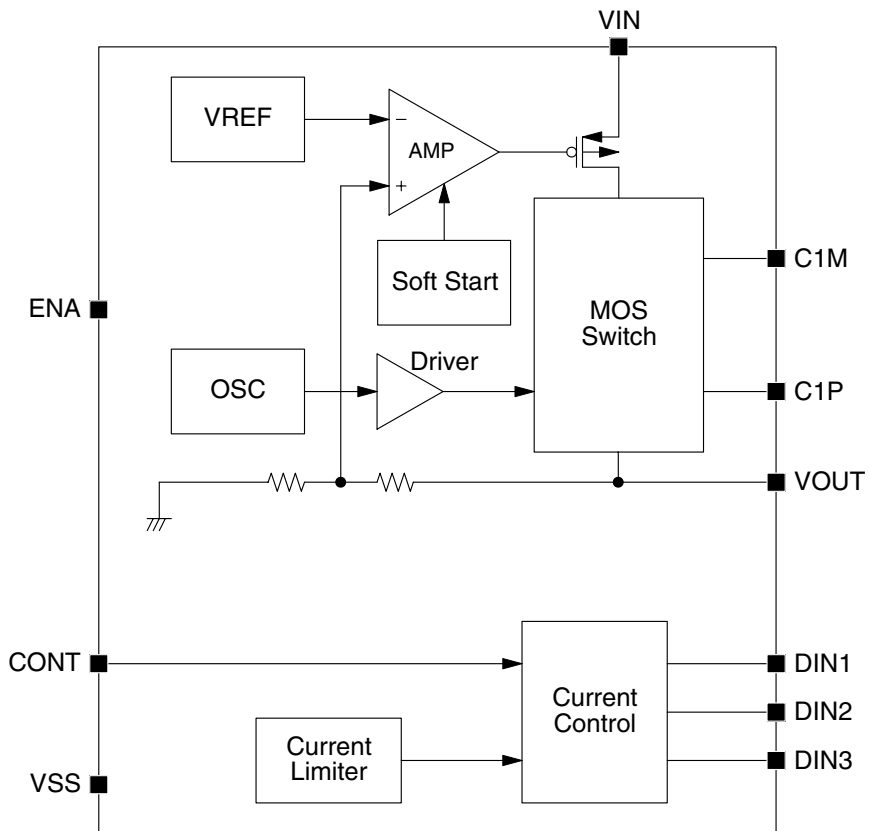 VIN
VREF
−
AMP
+
Soft Start
C1M
ENA
MOS
Switch
Driver
OSC
C1P
VOUT
CONT
DIN1
Current
Control
DIN2
Current
Limiter
DIN3
VSS